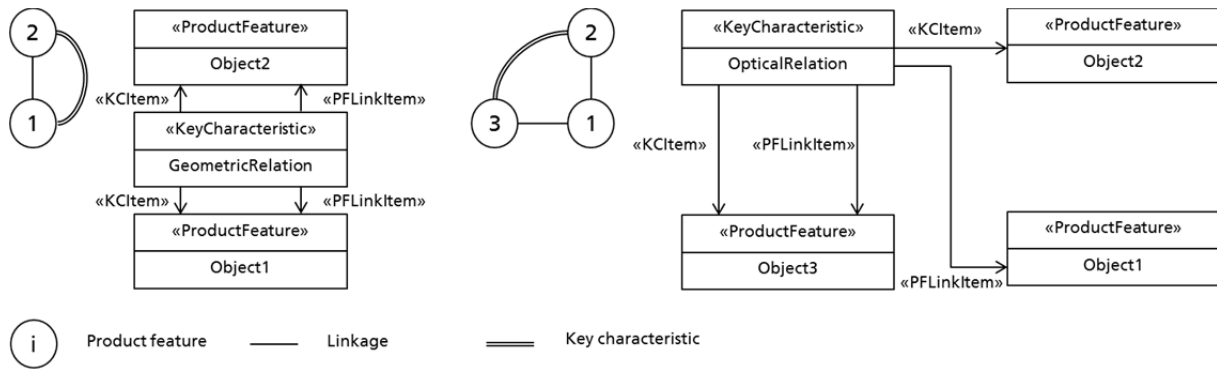 2
1
«ProductFeature»
Object2
«KCItem»
«PFLinkItem»
«KeyCharacteristic»
GeometricRelation
«KCItem»
«PFLinkItem»
«ProductFeature»
Object1
2
3
1
«KeyCharacteristic»
OpticalRelation
«KCItem»
«ProductFeature»
Object2
«KCItem»
«PFLinkItem»
«ProductFeature»
Object3
«PFLinkItem»
«ProductFeature»
Object1
i
Product feature
Linkage
Key characteristic